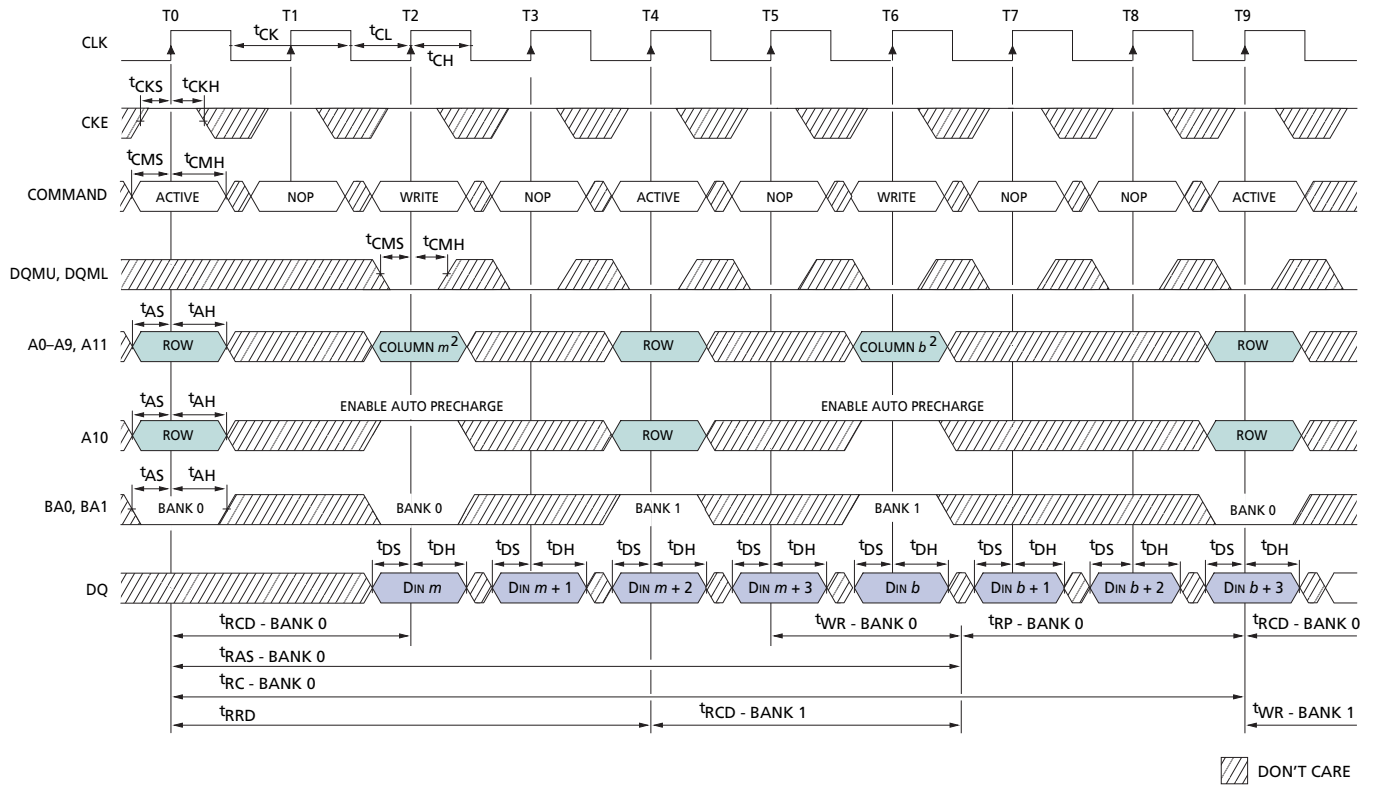 T0 T1 T2 T3 T4 T5 T6 T7 T8 T9
CLK
tCK tCL
tCH
tCKS tCKH
CKE
tCMS tCMH
COMMAND ACTIVE NOP WRITE NOP ACTIVE NOP WRITE NOP NOP ACTIVE
tCMS tCMH
DQMU, DQML
tAS tAH
A0–A9, A11 ROW COLUMN m2 ROW COLUMN b2 ROW
tAS tAH ENABLE AUTO PRECHARGE ENABLE AUTO PRECHARGE
A10 ROW ROW ROW
tAS tAH
BA0, BA1 BANK 0 BANK 0 BANK 1 BANK 1 BANK 0
tDS tDH tDS tDH tDS tDH tDS tDH tDS tDH tDS tDH tDS tDH tDS tDH
DQ DIN m DIN m + 1 DIN m + 2 DIN m + 3 DIN b DIN b + 1 DIN b + 2 DIN b + 3
tRCD - BANK 0 tWR - BANK 0 tRP - BANK 0 tRCD - BANK 0
tRAS - BANK 0
tRC - BANK 0
tRRD tRCD - BANK 1 tWR - BANK 1
DON'T CARE